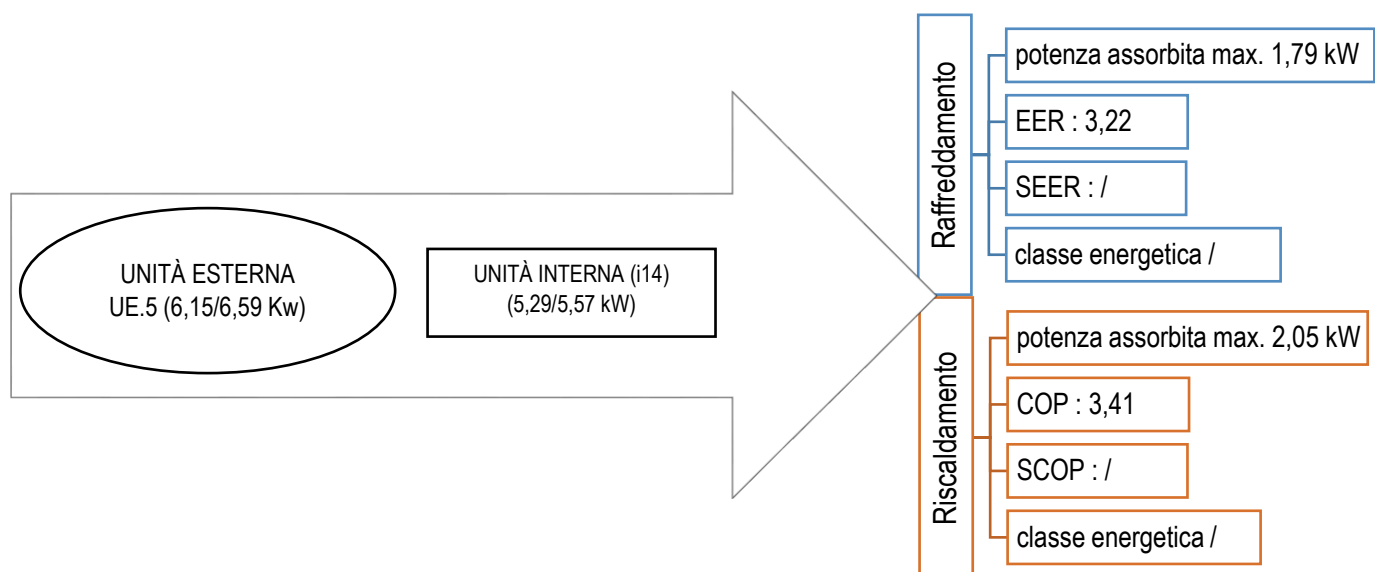 UNITÀ ESTERNA
UE.5 (6,15/6,59 Kw)
UNITÀ INTERNA (i14)
(5,29/5,57 kW)
Raffreddamento
potenza assorbita max. 1,79 kW
EER : 3,22
SEER : /
classe energetica /
Riscaldamento
potenza assorbita max. 2,05 kW
COP : 3,41
SCOP : /
classe energetica /